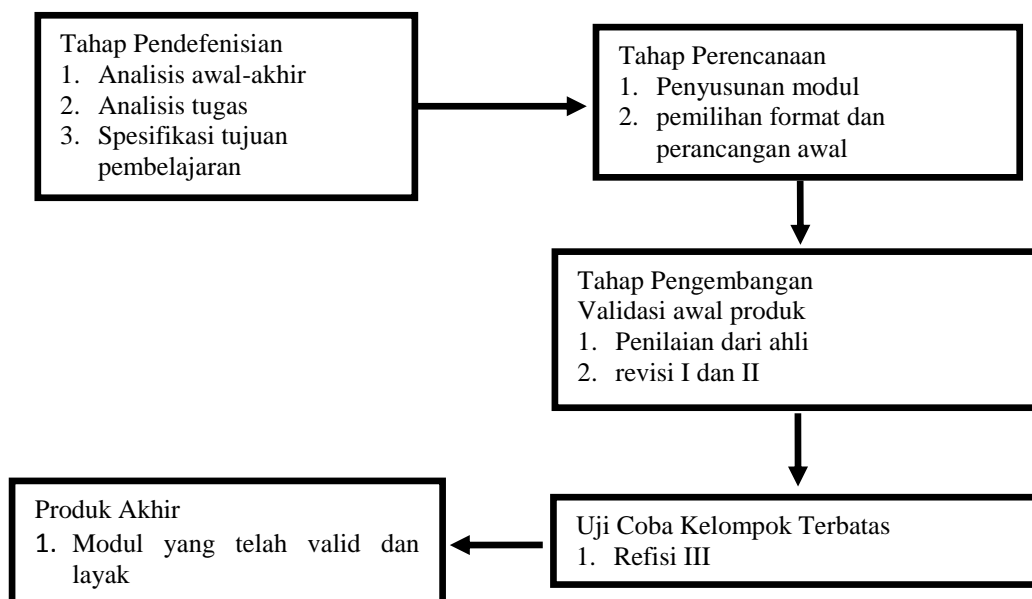 Tahap Pendefenisian
1. Analisis awal-akhir
2. Analisis tugas
3. Spesifikasi tujuan
pembelajaran
Tahap Perencanaan
1. Penyusunan modul
2. pemilihan format dan
perancangan awal
Tahap Pengembangan
Validasi awal produk
1. Penilaian dari ahli
2. revisi I dan II
Uji Coba Kelompok Terbatas
1. Refisi III
Produk Akhir
1. Modul yang telah valid dan
layak